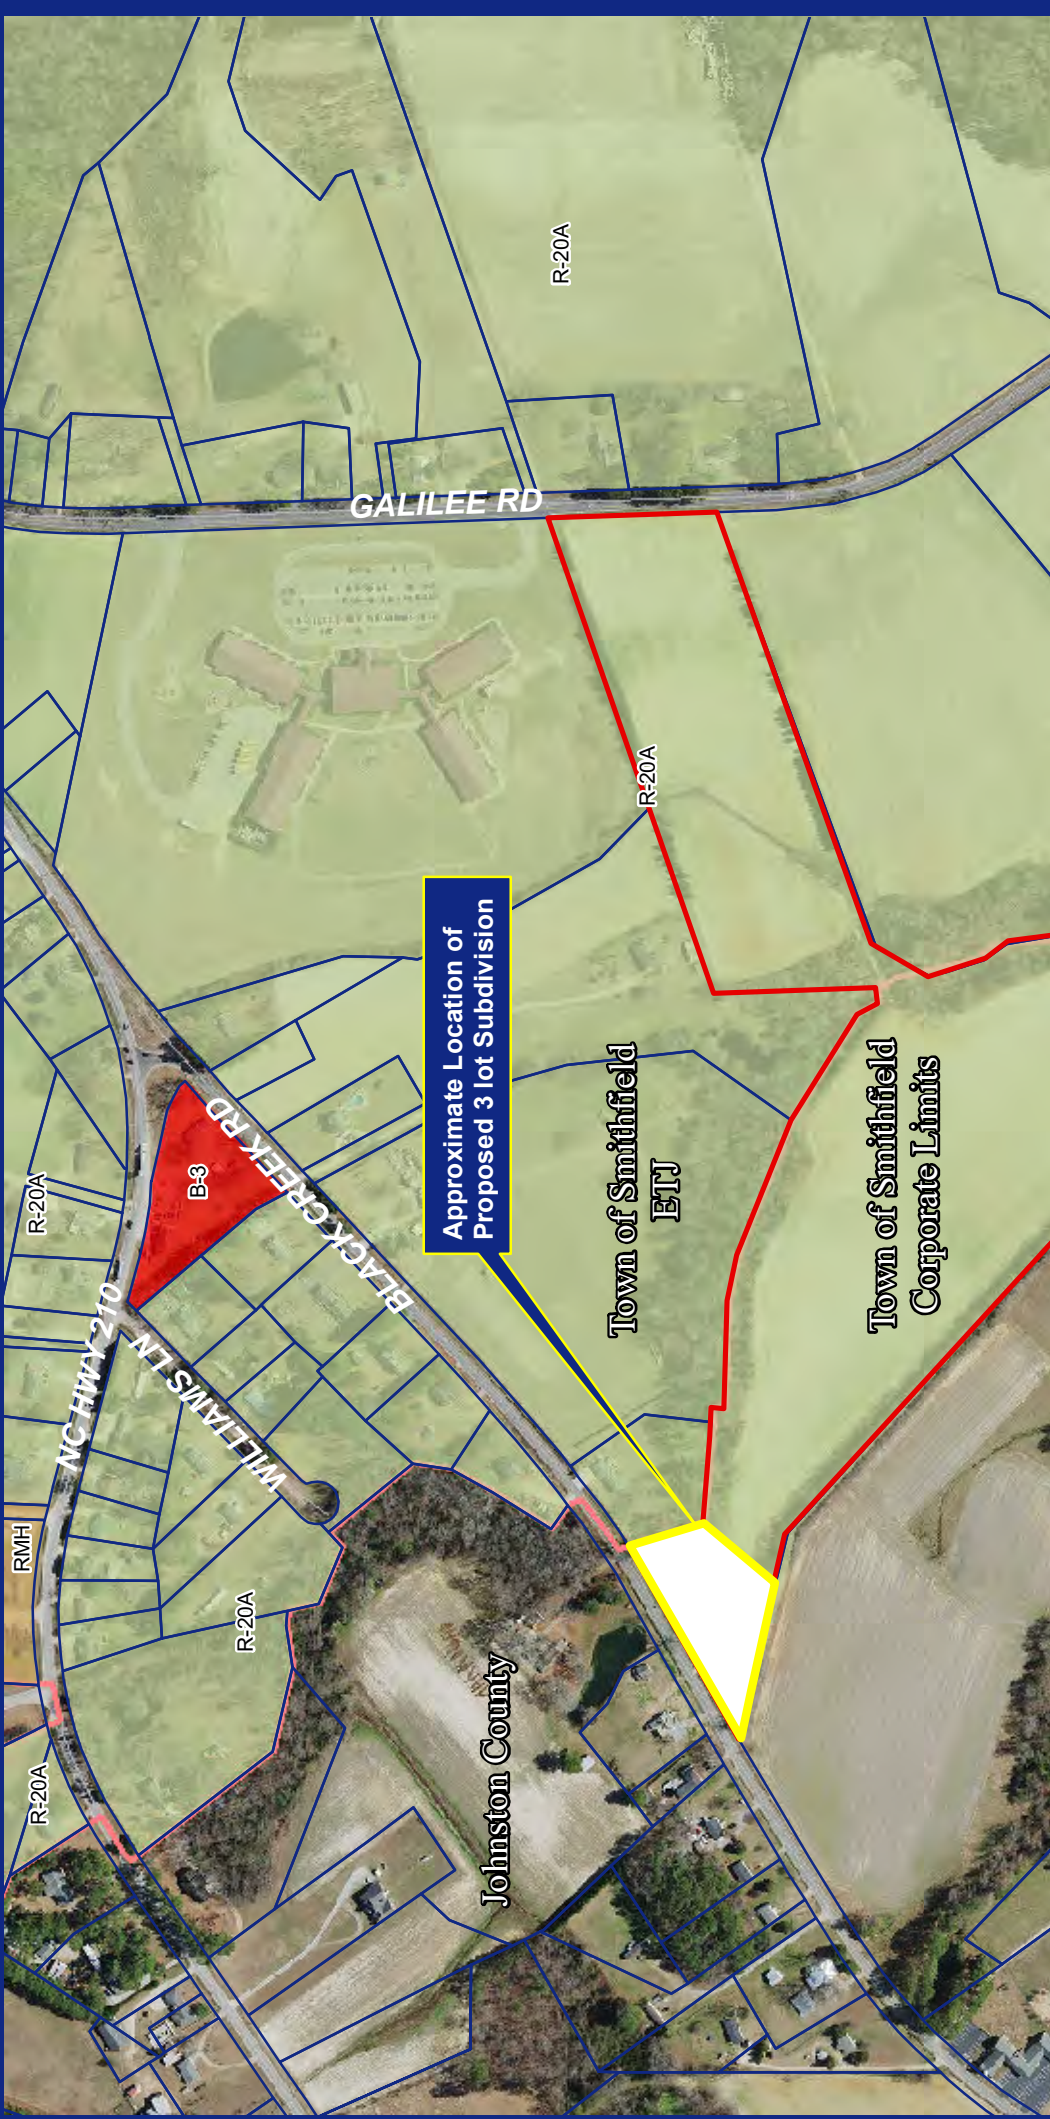 NC HWY 210
WILLIAMS LN
BLACK CREEK RD
GALILEE RD
R-20A
R-20A
R-20A
R-20A
R-20A
RMH
B-3
Approximate Location of
Proposed 3 lot Subdivision
Town of Smithfield
ETJ
Town of Smithfield
Corporate Limits
Johnston County